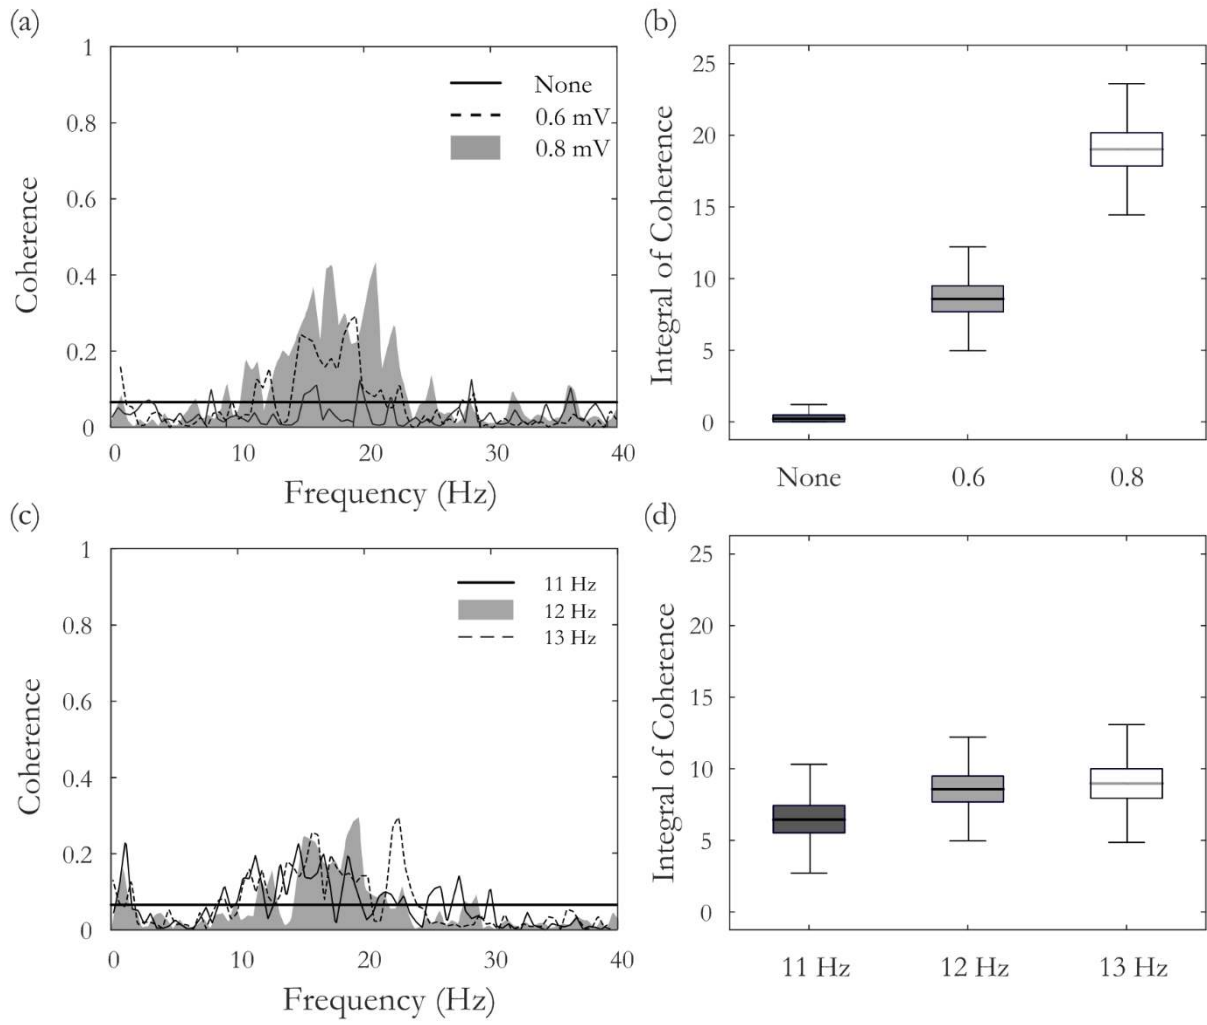 (a)
1
0.8
0.6
0.4
0.2
0
Coherence
None
0.6 mV
0.8 mV
0 10 20 30 40
Frequency (Hz)
(b)
25
20
15
10
5
0
Integral of Coherence
None 0.6 0.8
(c)
1
0.8
0.6
0.4
0.2
0
Coherence
11 Hz
12 Hz
13 Hz
0 10 20 30 40
Frequency (Hz)
(d)
25
20
15
10
5
0
Integral of Coherence
11 Hz 12 Hz 13 Hz